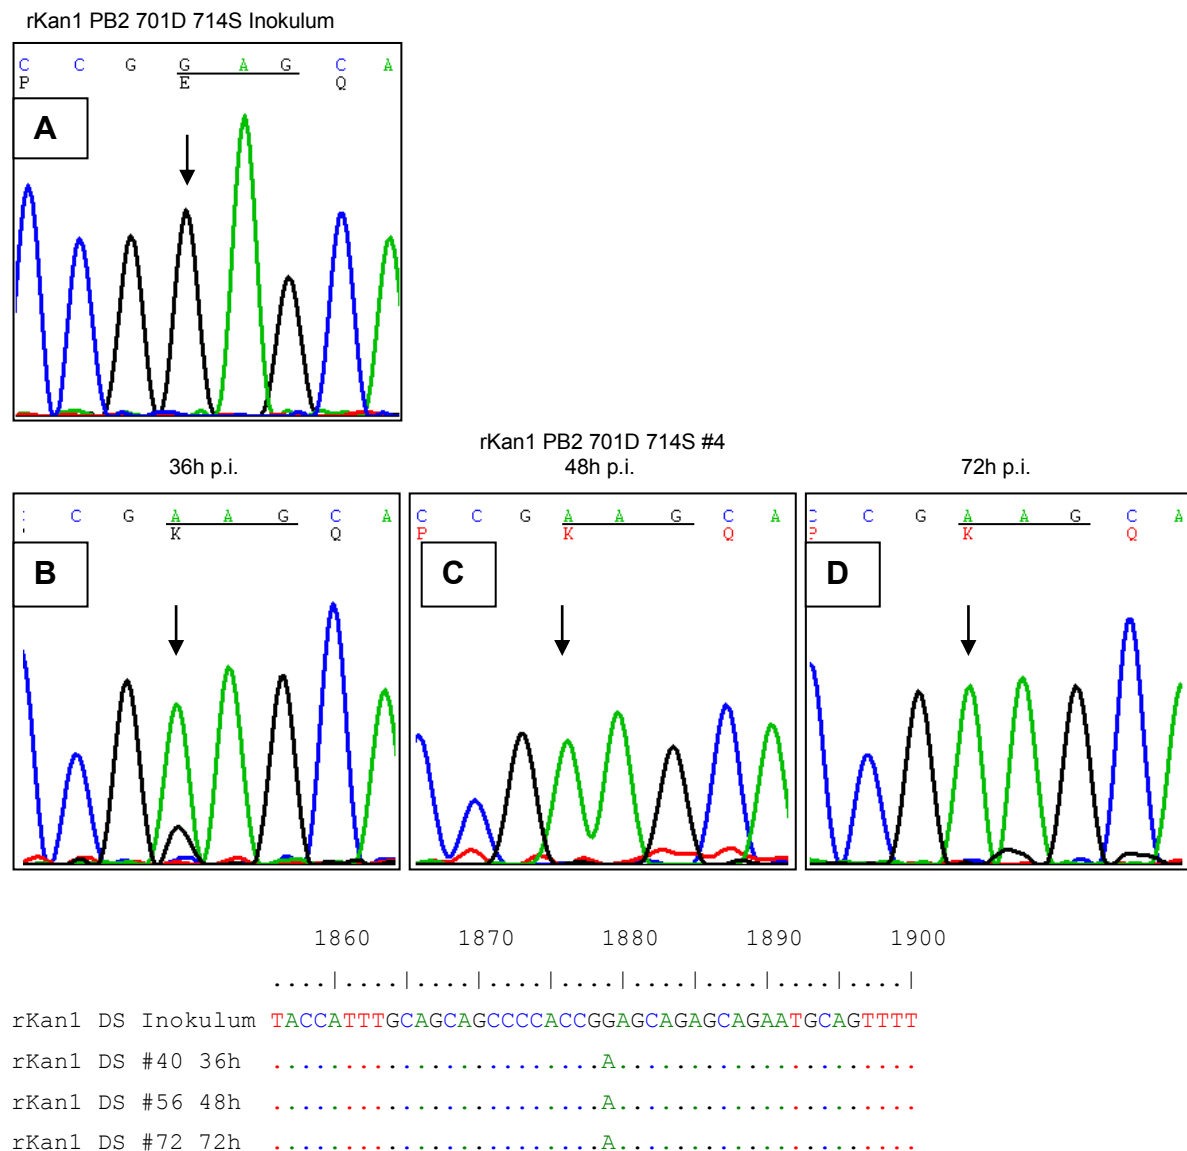 rKan1 PB2 701D 714S Inokulum
C C G G A G C A
P E Q
A
rKan1 PB2 701D 714S #4
36h p.i. 48h p.i. 72h p.i.
C G A A G C A
K Q
B
C C G A A G C A
P K Q
C
C C G A A G C A
P K Q
D
1860 1870 1880 1890 1900
....|....|....|....|....|....|....|....|....|
rKan1 DS Inokulum TACCATTTGCAGCAGCCCCACCGGAGCAGAGCAGAATGCAGTTTT
rKan1 DS #40 36h .......................A.....................
rKan1 DS #56 48h .......................A.....................
rKan1 DS #72 72h .......................A.....................